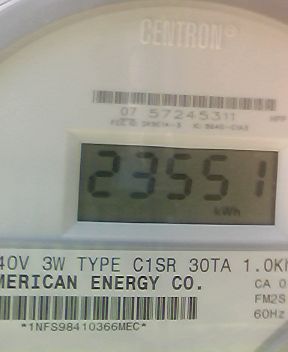 CENTRON®
07 57245311
23551
kWh
40V 3W TYPE C1SR 30TA 1.0K
MERICAN ENERGY CO.
CA 0
FM2S
60Hz
*1NFS98410366MEC*